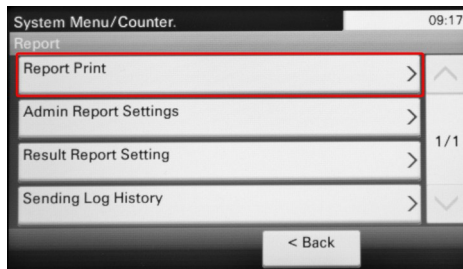 System Menu/Counter.
09:17
Report
Report Print
Admin Report Settings
Result Report Setting
1/1
Sending Log History
< Back